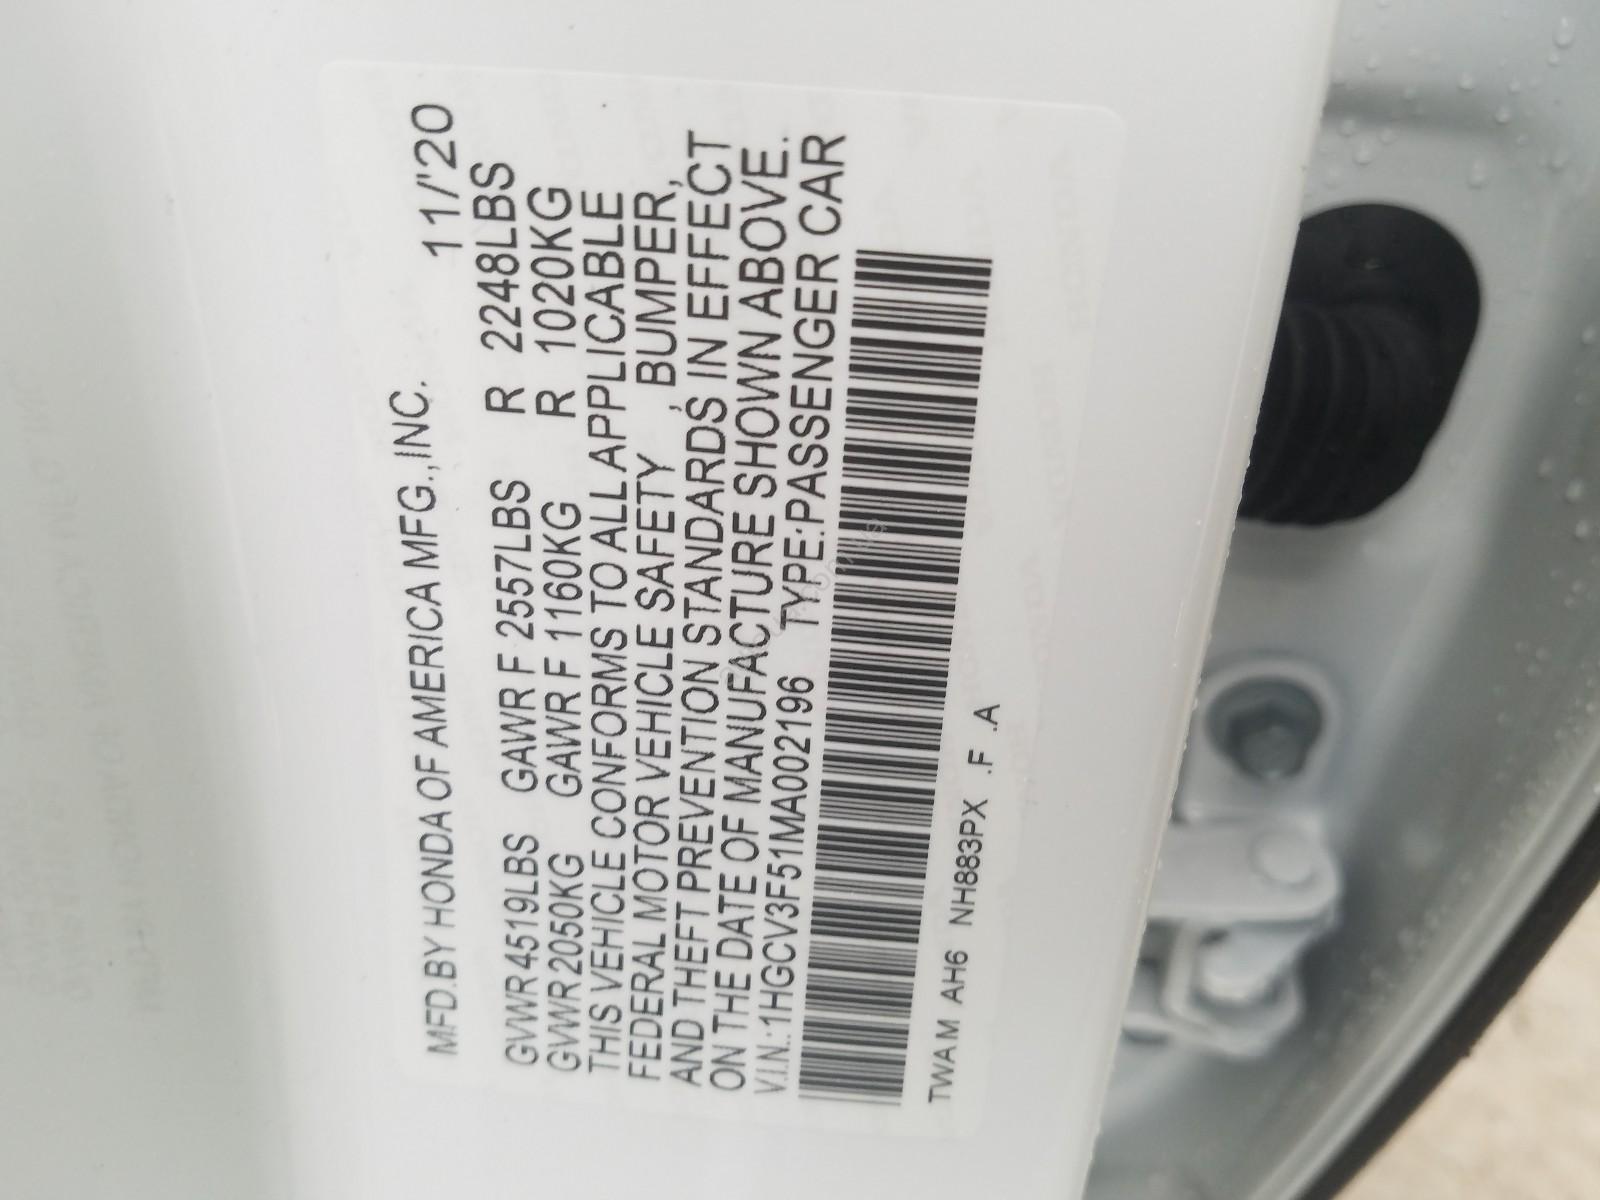 MFD.BY HONDA OF AMERICA MFG.,INC. 11/'20
GVWR4519LBS GAWR F 2557LBS R 2248LBS
GVWR2050KG GAWR F 1160KG R 1020KG
THIS VEHICLE CONFORMS TO ALL APPLICABLE
FEDERAL MOTOR VEHICLE SAFETY , BUMPER,
AND THEFT PREVENTION STANDARDS, IN EFFECT
ON THE DATE OF MANUFACTURE SHOWN ABOVE.
V.I.N.:1HGCV3F51MA002196 TYPE:PASSENGER CAR
TWAM AH6 NH883PX .F .A